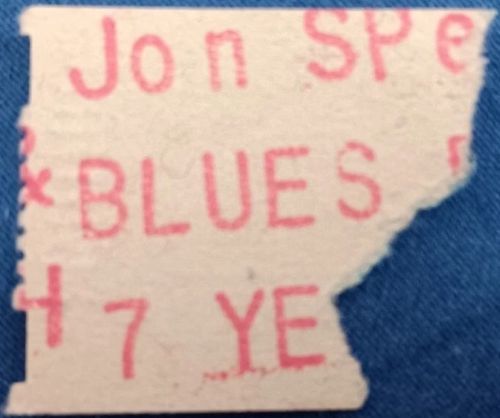 Jon SPe
& BLUES
H 7 YE